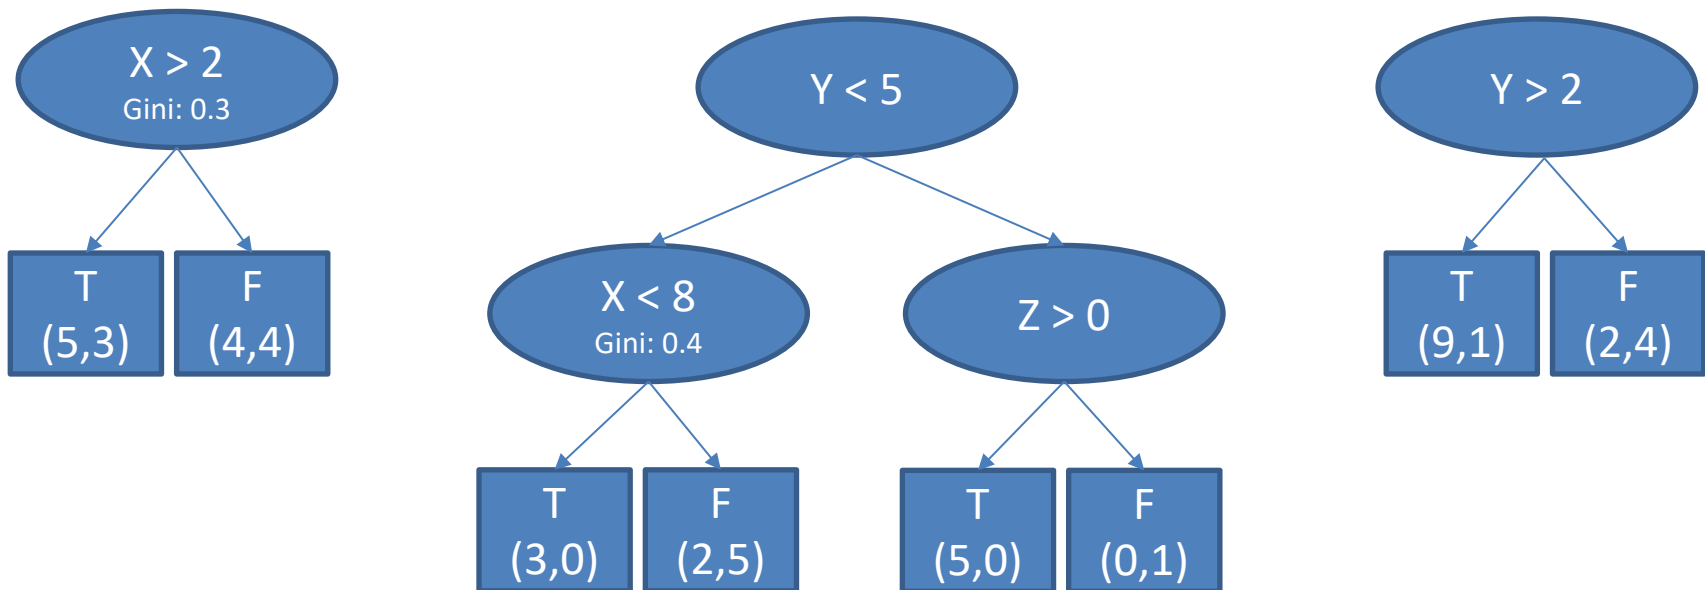 X > 2
Gini: 0.3
T
(5,3)
F
(4,4)
Y < 5
X < 8
Gini: 0.4
T
(3,0)
F
(2,5)
Z > 0
T
(5,0)
F
(0,1)
Y > 2
T
(9,1)
F
(2,4)